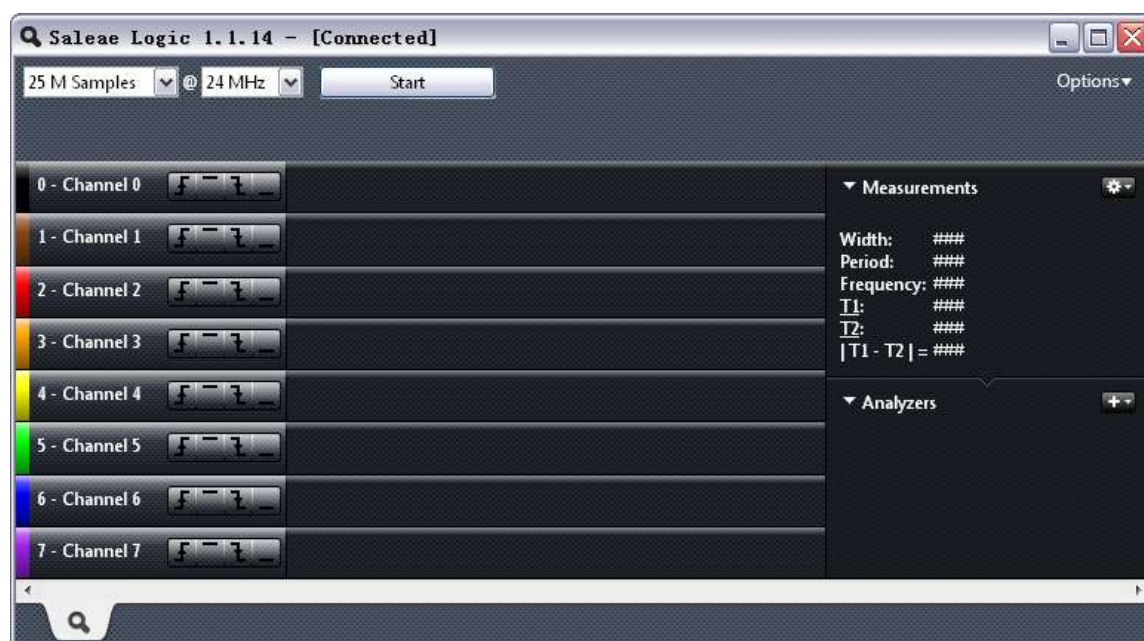 Saleae Logic 1.1.14 - [Connected]
25 M Samples @ 24 MHz Start Options
0 - Channel 0
1 - Channel 1
2 - Channel 2
3 - Channel 3
4 - Channel 4
5 - Channel 5
6 - Channel 6
7 - Channel 7
Measurements
Width: ###
Period: ###
Frequency: ###
T1: ###
T2: ###
|T1 - T2| = ###
Analyzers